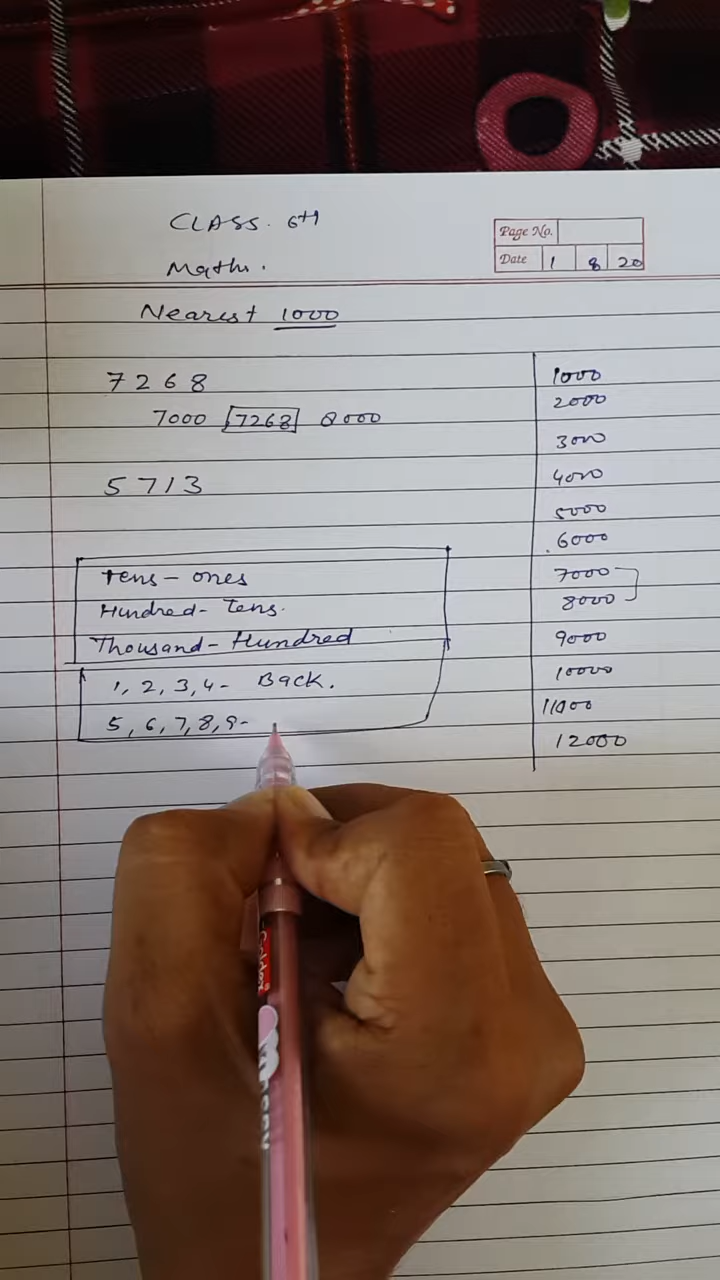 CLASS. 6th
Maths.
Page No.
Date 1 8 20
Nearest 1000
7268
7000 7268 8000
5713
Tens - ones
Hundred - Tens.
Thousand - Hundred
1, 2, 3, 4 - Back.
5, 6, 7, 8, 9 -
1000
2000
3000
4000
5000
6000
7000
8000
9000
10000
11000
12000